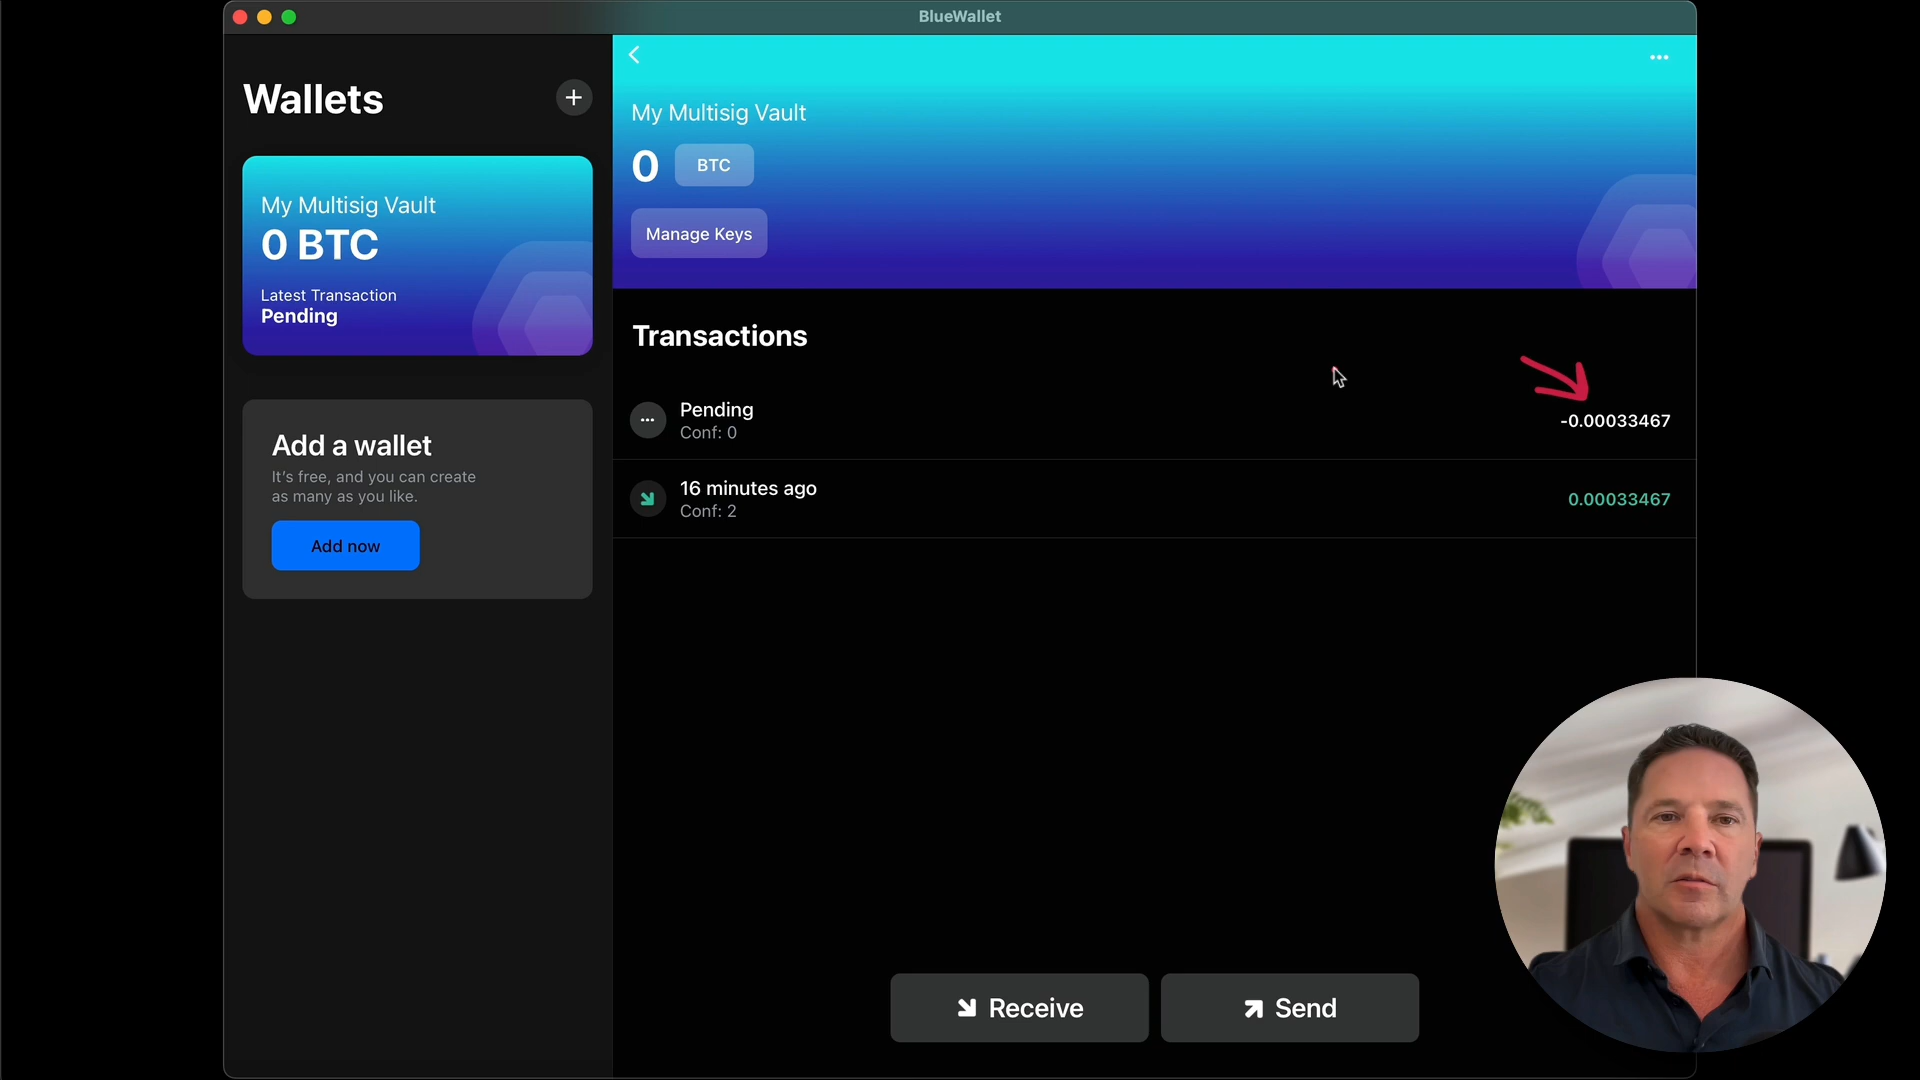 BlueWallet
Wallets
My Multisig Vault
0 BTC
Latest Transaction
Pending
Add a wallet
It's free, and you can create
as many as you like.
Add now
My Multisig Vault
0 BTC
Manage Keys
Transactions
Pending
Conf: 0
-0.00033467
16 minutes ago
Conf: 2
0.00033467
Receive
Send